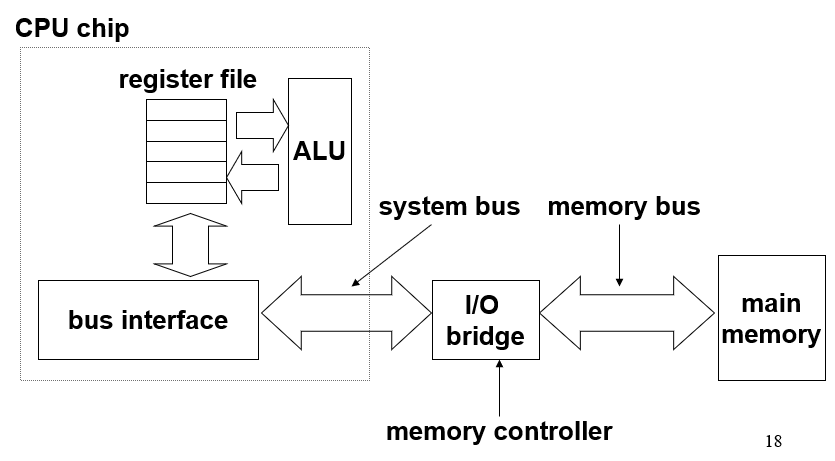 CPU chip
register file
ALU
system bus
memory bus
bus interface
I/O
bridge
main
memory
memory controller
18